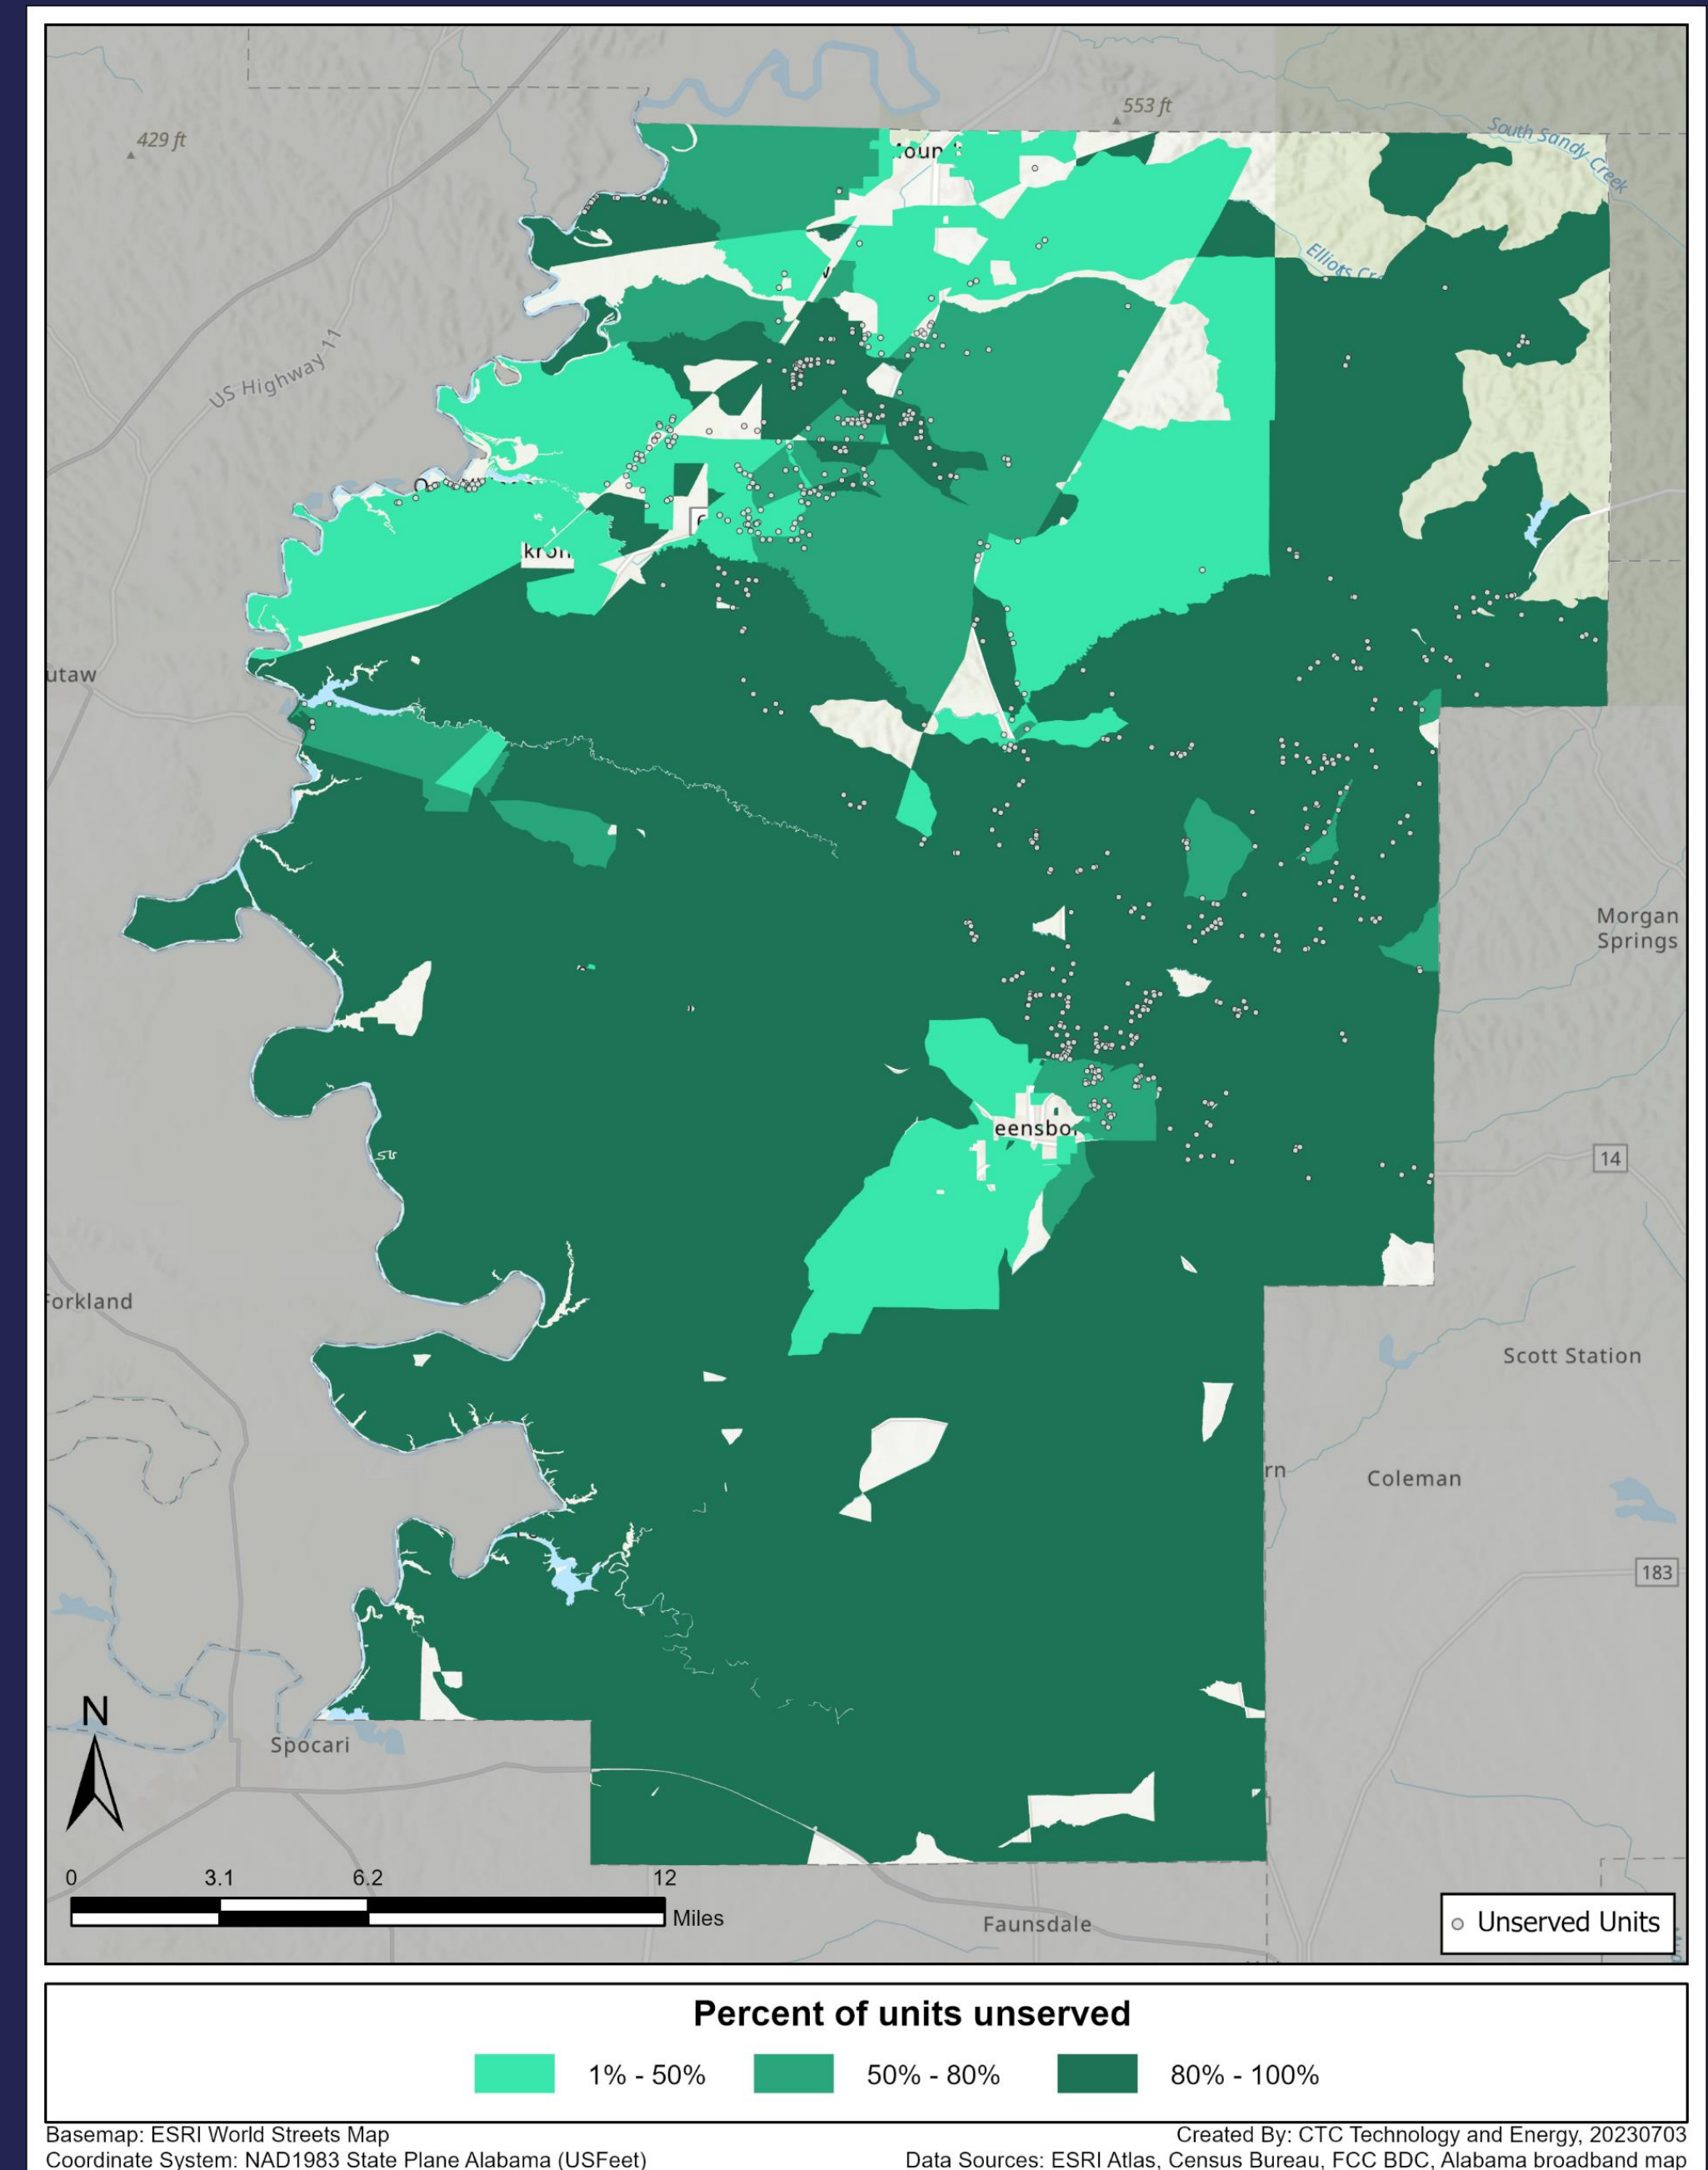 553 ft
429 ft
South Sandy Creek
Elliotts Cr
US Highway 11
kron
utaw
Morgan
Springs
eensbo
14
Forkland
Scott Station
rn
Coleman
183
N
Spocari
0 3.1 6.2 12
Miles
Faunsdale
Unserved Units
Percent of units unserved
1% - 50% 50% - 80% 80% - 100%
Basemap: ESRI World Streets Map
Created By: CTC Technology and Energy, 20230703
Coordinate System: NAD1983 State Plane Alabama (USFeet)
Data Sources: ESRI Atlas, Census Bureau, FCC BDC, Alabama broadband map